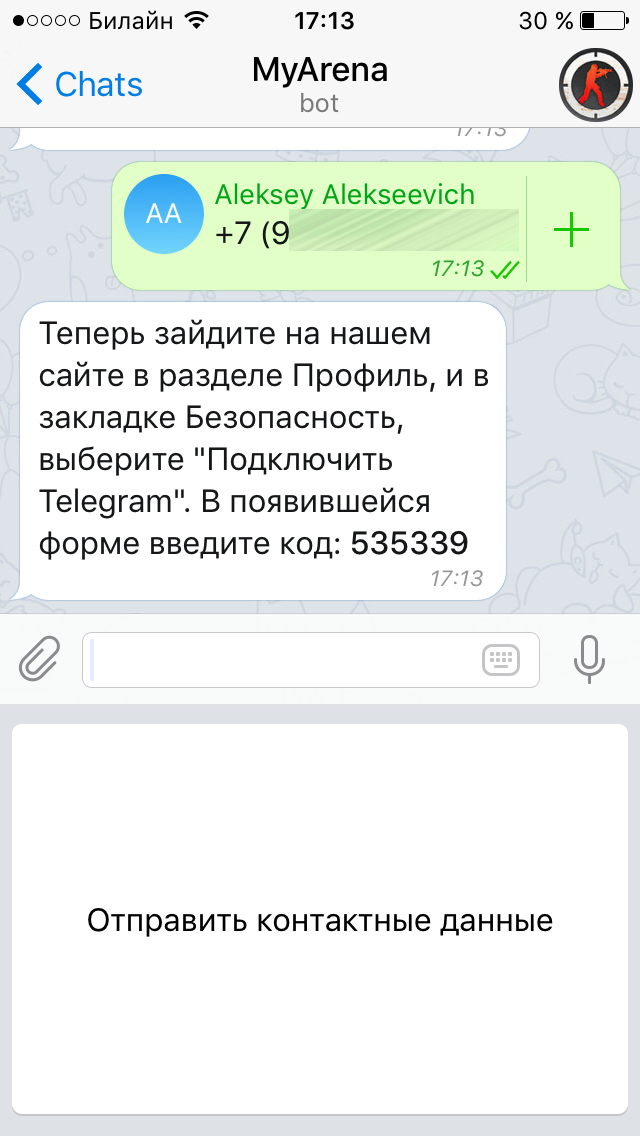 Билайн 17:13 30 %
Chats
MyArena
bot
17:13
AA
Aleksey Alekseevich
+7 (9
17:13
Теперь зайдите на нашем
сайте в разделе Профиль, и в
закладке Безопасность,
выберите "Подключить
Telegram". В появившейся
форме введите код: 535339
17:13
Отправить контактные данные